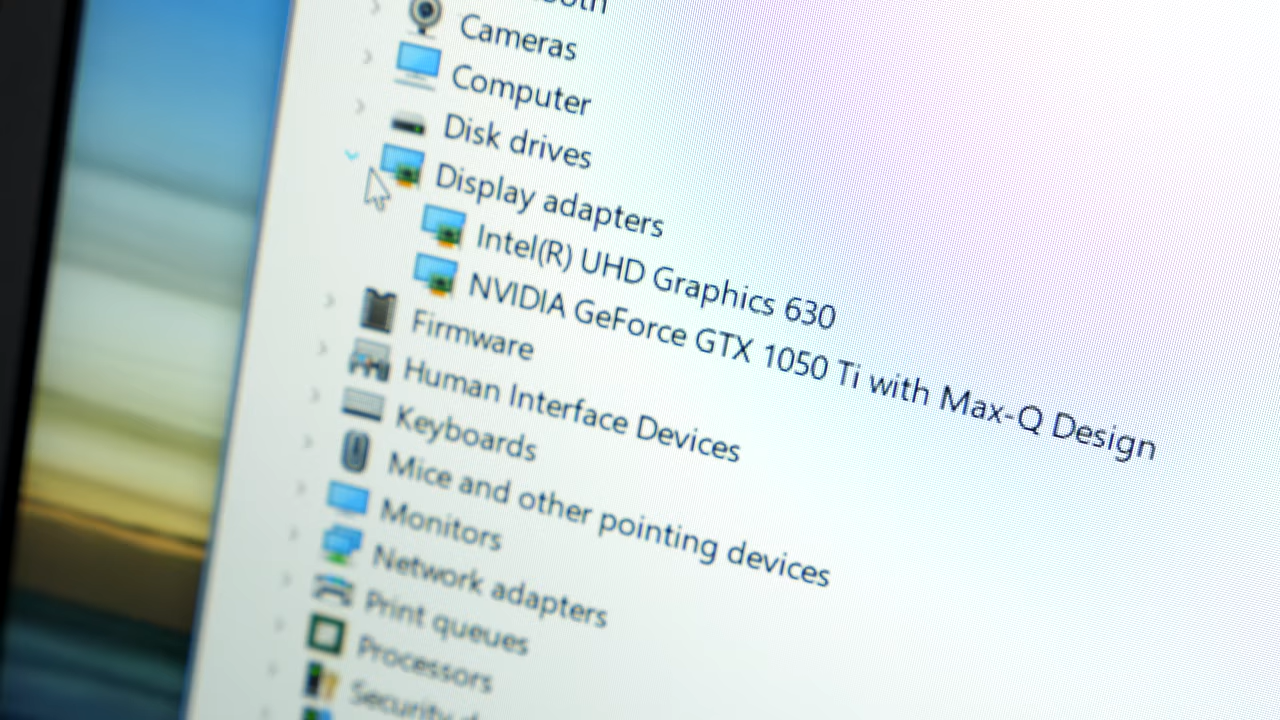 Cameras
Computer
Disk drives
Display adapters
Intel(R) UHD Graphics 630
NVIDIA GeForce GTX 1050 Ti with Max-Q Design
Firmware
Human Interface Devices
Keyboards
Mice and other pointing devices
Monitors
Network adapters
Print queues
Processors
Security